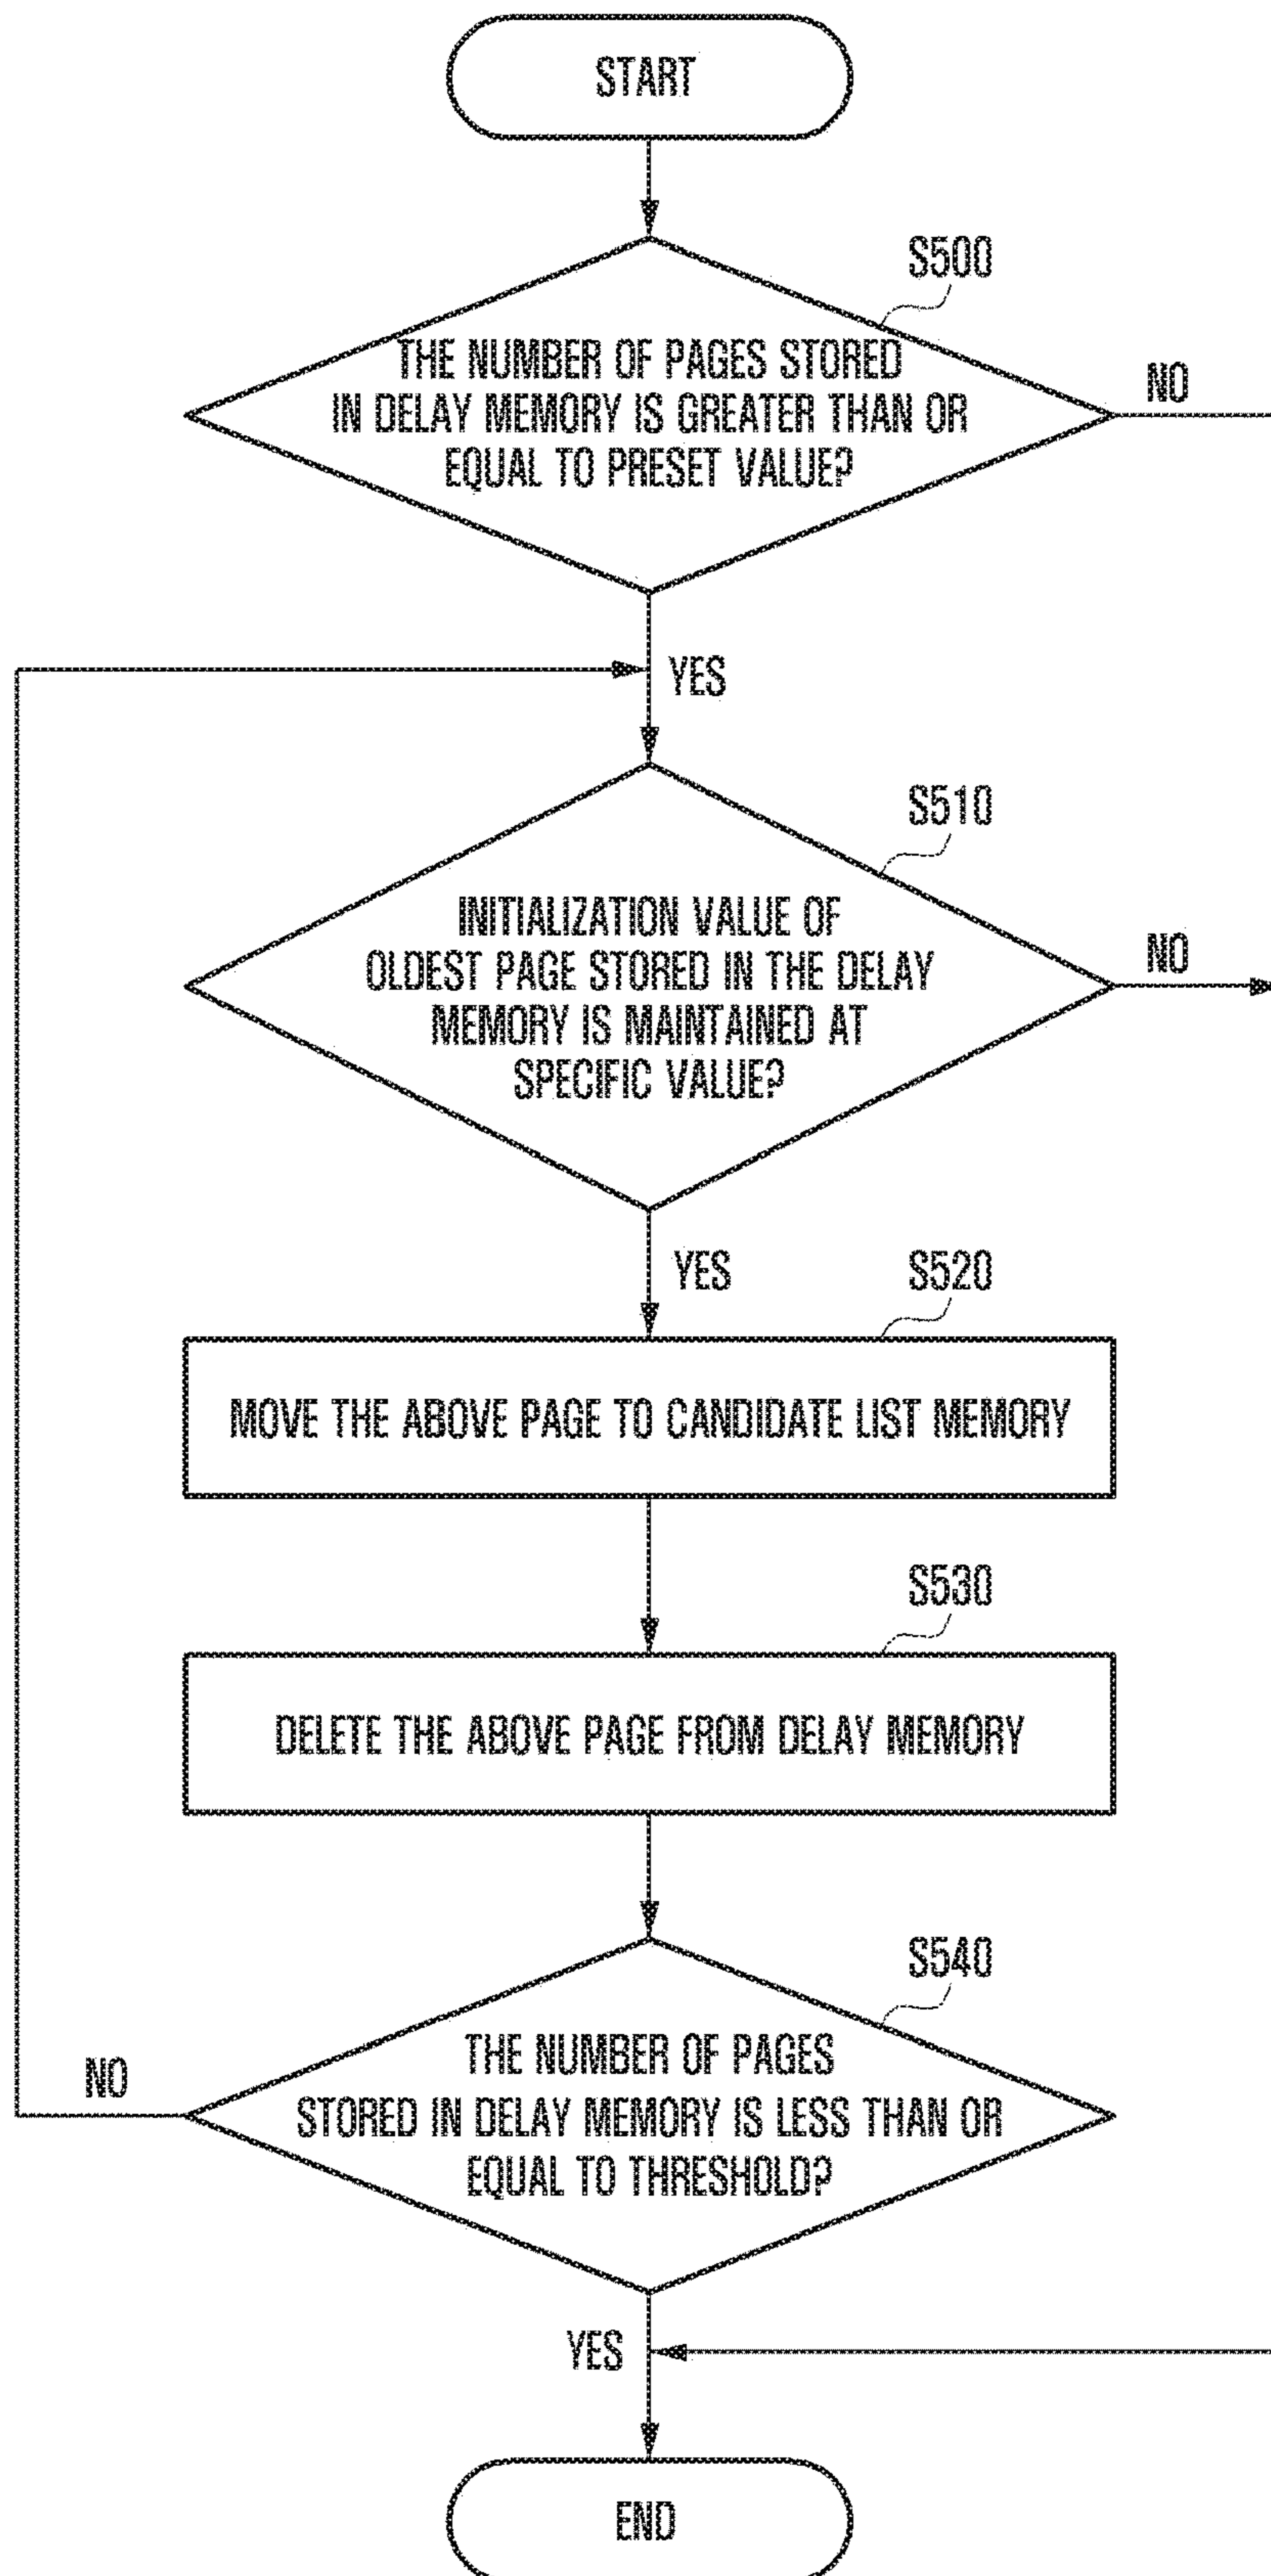 START
S500
THE NUMBER OF PAGES STORED
IN DELAY MEMORY IS GREATER THAN OR
EQUAL TO PRESET VALUE?
NO
YES
S510
INITIALIZATION VALUE OF
OLDEST PAGE STORED IN THE DELAY
MEMORY IS MAINTAINED AT
SPECIFIC VALUE?
NO
YES
S520
MOVE THE ABOVE PAGE TO CANDIDATE LIST MEMORY
S530
DELETE THE ABOVE PAGE FROM DELAY MEMORY
S540
THE NUMBER OF PAGES
STORED IN DELAY MEMORY IS LESS THAN OR
EQUAL TO THRESHOLD?
NO
YES
END